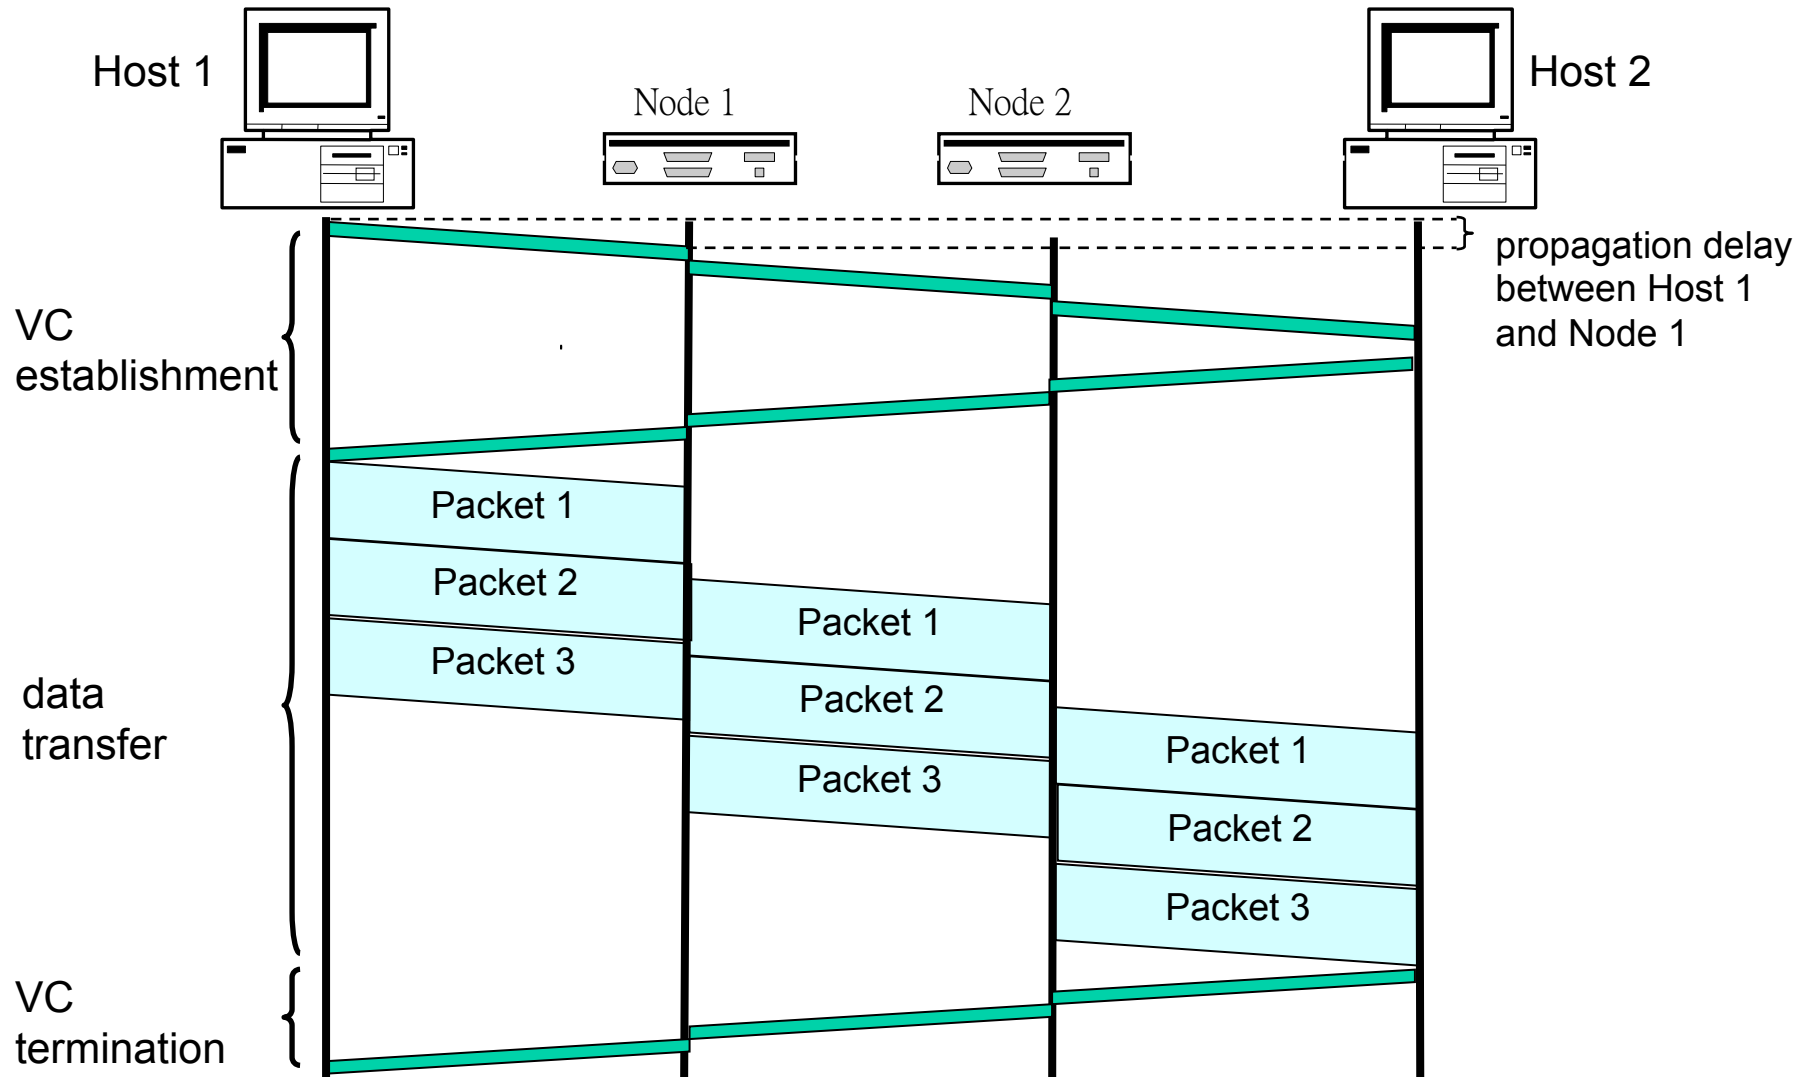 Host 1
Node 1
Node 2
Host 2
propagation delay
between Host 1
and Node 1
VC
establishment
Packet 1
Packet 2
Packet 3
Packet 1
Packet 2
Packet 3
Packet 1
Packet 2
Packet 3
data
transfer
VC
termination